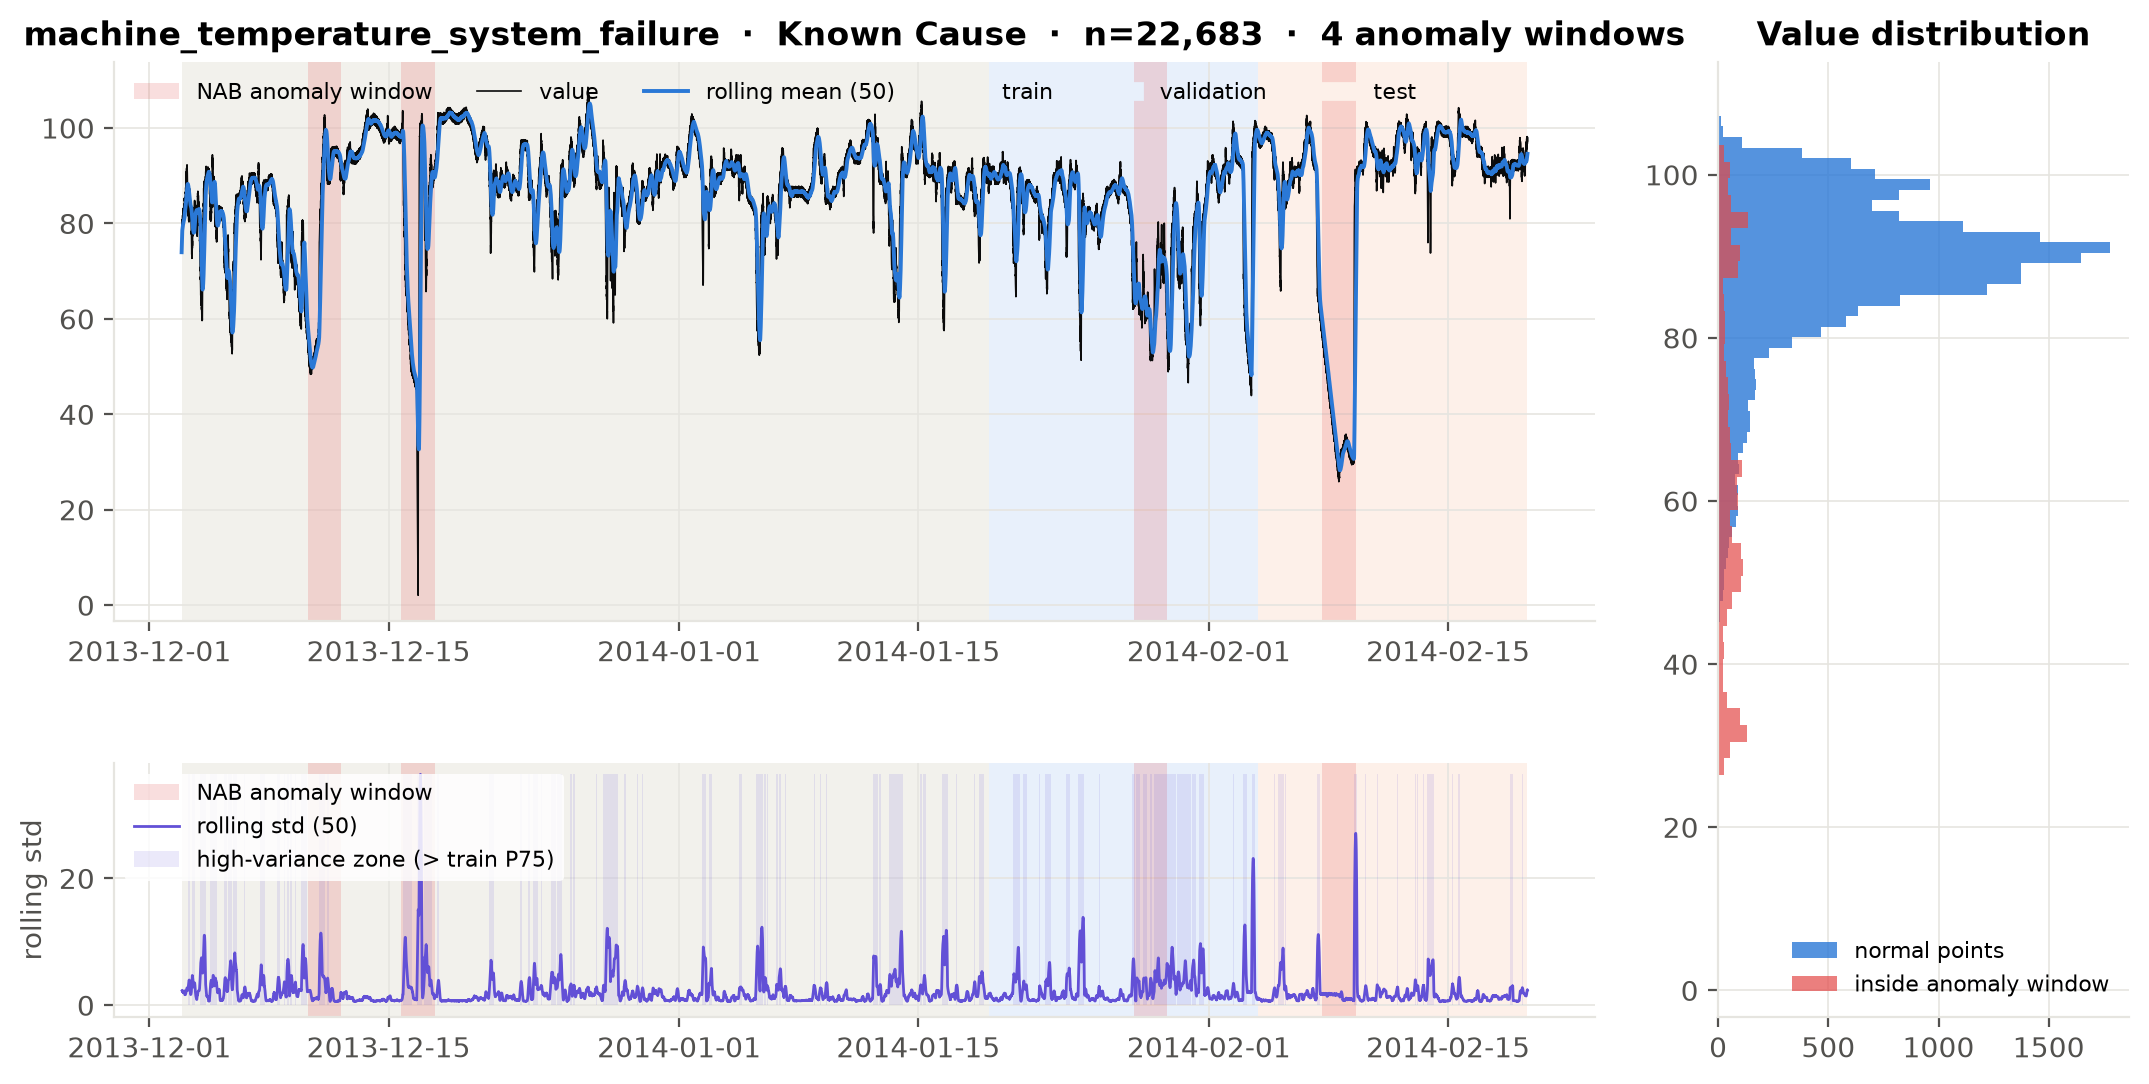 machine_temperature_system_failure · Known Cause · n=22,683 · 4 anomaly windows
NAB anomaly window value rolling mean (50) train validation test
100
80
60
40
20
0
2013-12-01 2013-12-15 2014-01-01 2014-01-15 2014-02-01 2014-02-15
rolling std
NAB anomaly window
rolling std (50)
high-variance zone (> train P75)
20
0
2013-12-01 2013-12-15 2014-01-01 2014-01-15 2014-02-01 2014-02-15
Value distribution
100
80
60
40
20
0
normal points
inside anomaly window
0 500 1000 1500